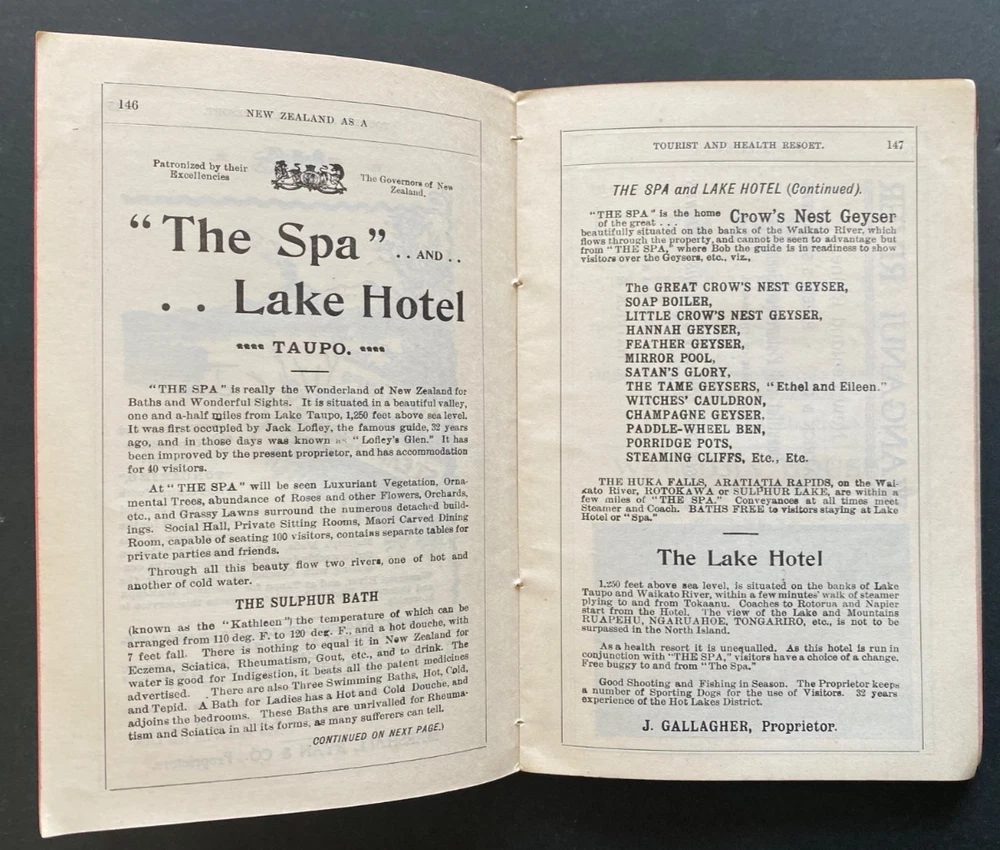 146
NEW ZEALAND AS A
Patronized by their
Excellencies
The Governors of New
Zealand.
“The Spa” .. AND ..
. . Lake Hotel
TAUPO.
“THE SPA” is really the Wonderland of New Zealand for
Baths and Wonderful Sights. It is situated in a beautiful valley,
one and a-half miles from Lake Taupo, 1,250 feet above sea level.
It was first occupied by Jack Lofley, the famous guide, 32 years
ago, and in those days was known as “Lofley's Glen.” It has
been improved by the present proprietor, and has accommodation
for 40 visitors.
At “THE SPA” will be seen Luxuriant Vegetation, Orna-
mental Trees, abundance of Roses and other Flowers, Orchards,
etc., and Grassy Lawns surround the numerous detached build-
ings. Social Hall, Private Sitting Rooms, Maori Carved Dining
Room, capable of seating 100 visitors, contains separate tables for
private parties and friends.
Through all this beauty flow two rivers, one of hot and
another of cold water.
THE SULPHUR BATH
(known as the “Kathleen”) the temperature of which can be
arranged from 110 deg. F. to 120 deg. F., and a hot douche, with
7 feet fall. There is nothing to equal it in New Zealand for
Eczema, Sciatica, Rheumatism, Gout, etc., and to drink. The
water is good for Indigestion, it beats all the patent medicines
advertised. There are also Three Swimming Baths, Hot, Cold,
and Tepid. A Bath for Ladies has a Hot and Cold Douche, and
adjoins the bedrooms. These Baths are unrivalled for Rheuma-
tism and Sciatica in all its forms, as many sufferers can tell.
(CONTINUED ON NEXT PAGE.)
TOURIST AND HEALTH RESORT. 147
THE SPA and LAKE HOTEL (Continued).
“THE SPA” is the home of the great . . . Crow's Nest Geyser
beautifully situated on the banks of the Waikato River, which
flows through the property, and cannot be seen to advantage but
from “THE SPA,” where Bob the guide is in readiness to show
visitors over the Geysers, etc., viz.,
The GREAT CROW'S NEST GEYSER,
SOAP BOILER,
LITTLE CROW'S NEST GEYSER,
HANNAH GEYSER,
FEATHER GEYSER,
MIRROR POOL,
SATAN'S GLORY,
THE TAME GEYSERS, “Ethel and Eileen.”
WITCHES' CAULDRON,
CHAMPAGNE GEYSER,
PADDLE-WHEEL BEN,
PORRIDGE POTS,
STEAMING CLIFFS, Etc., Etc.
THE HUKA FALLS, ARATIATIA RAPIDS, on the Wai-
kato River, ROTOKAWA or SULPHUR LAKE, are within a
few miles of “THE SPA.” Conveyances at all times meet
Steamer and Coach. BATHS FREE to visitors staying at Lake
Hotel or “Spa.”
The Lake Hotel
1,250 feet above sea level, is situated on the banks of Lake
Taupo and Waikato River, within a few minutes' walk of steamer
plying to and from Tokaanu. Coaches to Rotorua and Napier
start from the Hotel. The view of the Lake and Mountains
RUAPEHU, NGARUAHOE, TONGARIRO, etc., is not to be
surpassed in the North Island.
As a health resort it is unequalled. As this hotel is run in
conjunction with “THE SPA,” visitors have a choice of a change.
Free buggy to and from “The Spa.”
Good Shooting and Fishing in Season. The Proprietor keeps
a number of Sporting Dogs for the use of Visitors. 32 years
experience of the Hot Lakes District.
J. GALLAGHER, Proprietor.